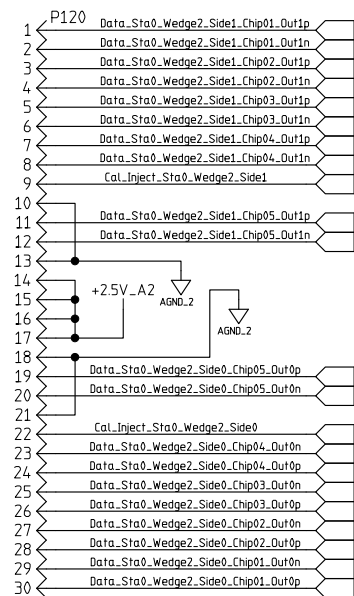 P120
1 Data_Sta0_Wedge2_Side1_Chip01_Out1p
2 Data_Sta0_Wedge2_Side1_Chip01_Out1n
3 Data_Sta0_Wedge2_Side1_Chip02_Out1p
4 Data_Sta0_Wedge2_Side1_Chip02_Out1n
5 Data_Sta0_Wedge2_Side1_Chip03_Out1p
6 Data_Sta0_Wedge2_Side1_Chip03_Out1n
7 Data_Sta0_Wedge2_Side1_Chip04_Out1p
8 Data_Sta0_Wedge2_Side1_Chip04_Out1n
9 Cal_Inject_Sta0_Wedge2_Side1
10
11 Data_Sta0_Wedge2_Side1_Chip05_Out1p
12 Data_Sta0_Wedge2_Side1_Chip05_Out1n
13
14
+2.5V_A2
15
AGND_2
16
17
AGND_2
18
19 Data_Sta0_Wedge2_Side0_Chip05_Out0p
20 Data_Sta0_Wedge2_Side0_Chip05_Out0n
21
22 Cal_Inject_Sta0_Wedge2_Side0
23 Data_Sta0_Wedge2_Side0_Chip04_Out0n
24 Data_Sta0_Wedge2_Side0_Chip04_Out0p
25 Data_Sta0_Wedge2_Side0_Chip03_Out0n
26 Data_Sta0_Wedge2_Side0_Chip03_Out0p
27 Data_Sta0_Wedge2_Side0_Chip02_Out0n
28 Data_Sta0_Wedge2_Side0_Chip02_Out0p
29 Data_Sta0_Wedge2_Side0_Chip01_Out0n
30 Data_Sta0_Wedge2_Side0_Chip01_Out0p